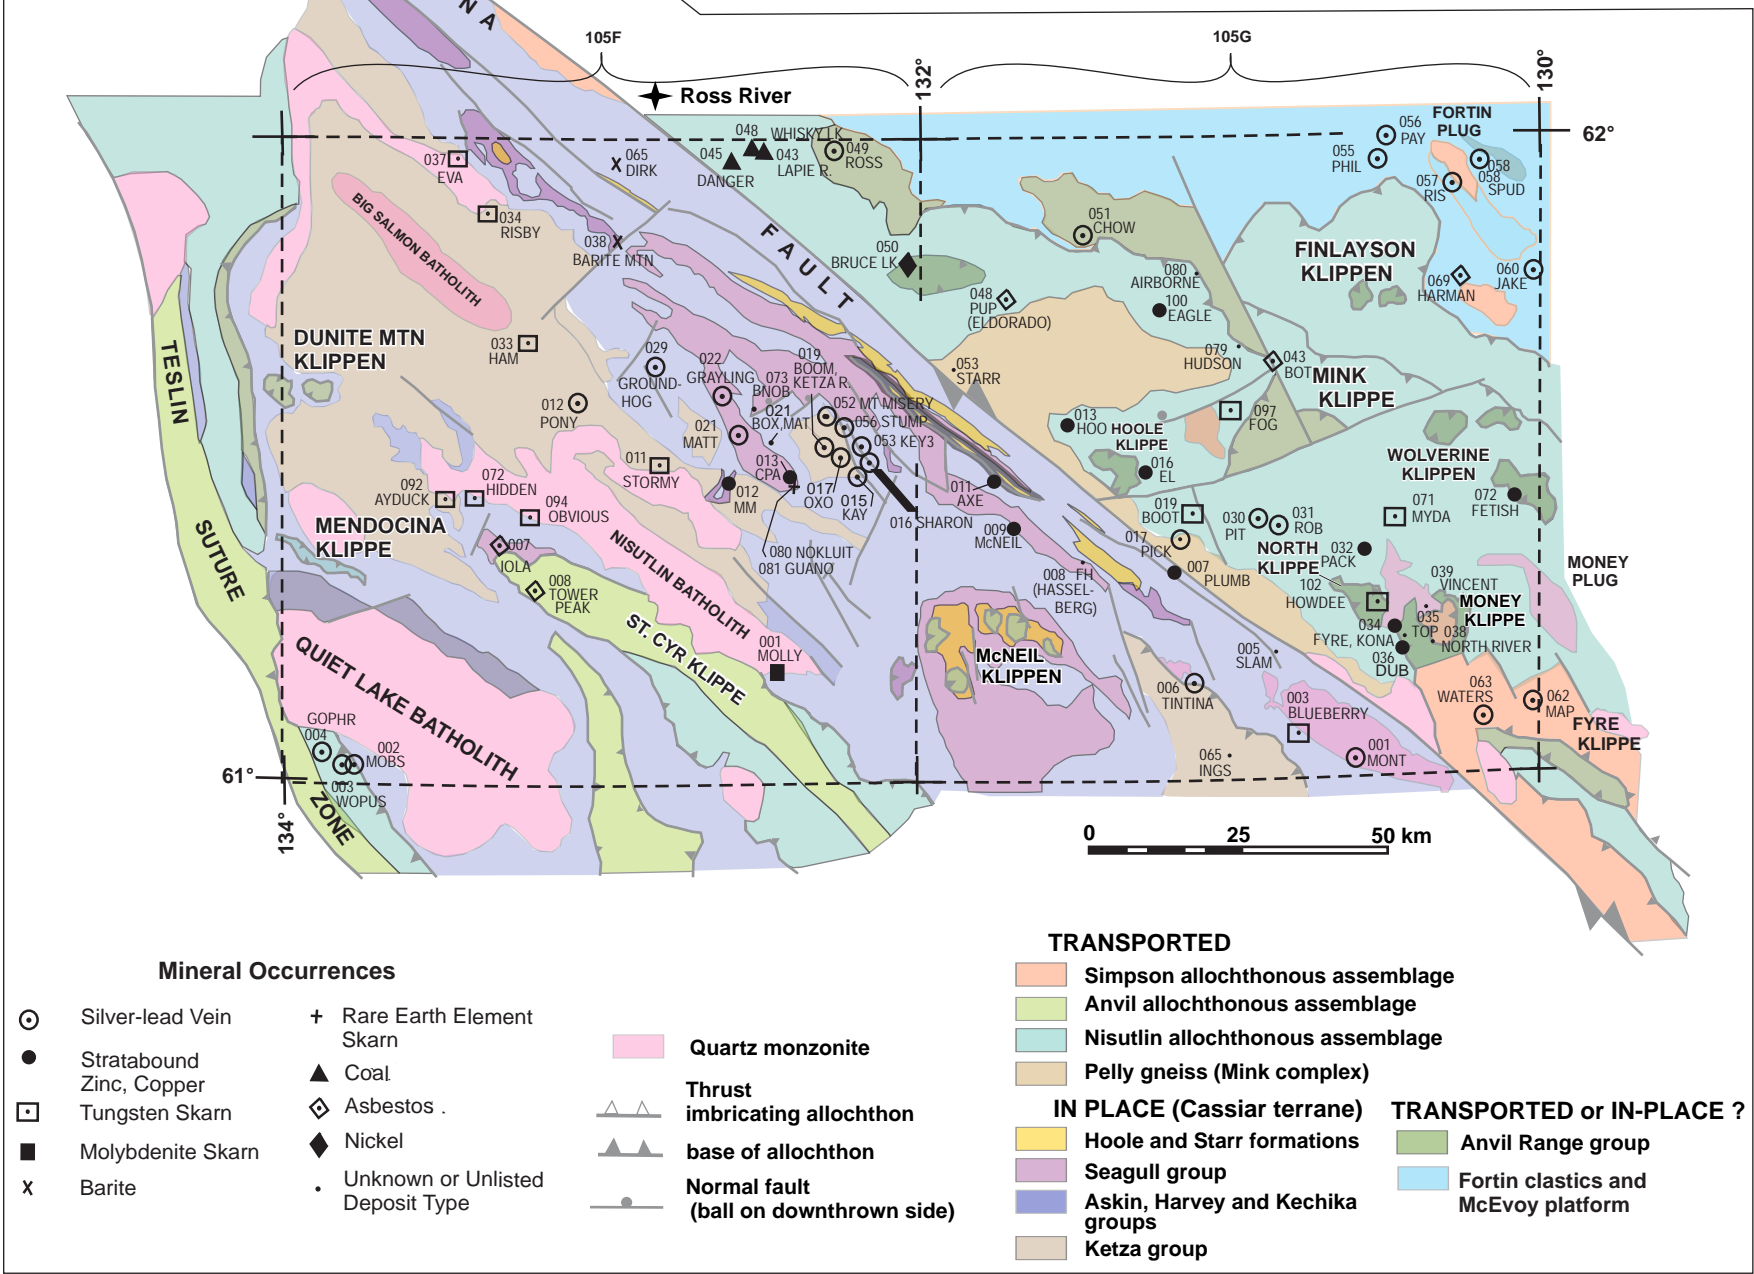 N A
105F
105G
132°
130°
Ross River
62°
FORTIN
PLUG
056
PAY
055
PHIL
058
058
SPUD
057
RIS
048
WHISKY LK
045
043
LAPIE R.
DANGER
049
ROSS
065
DIRK
037
EVA
034
RISBY
BIG SALMON BATHOLITH
038
BARITE MTN
FAULT
051
CHOW
050
BRUCE LK
080
AIRBORNE
100
EAGLE
FINLAYSON
KLIPPEN
069
HARMAN
060
JAKE
048
PUP
(ELDORADO)
DUNITE MTN
KLIPPEN
033
HAM
TESLIN
029
GROUND-
HOG
022
GRAYLING
019
BOOM,
KETZA R.
073
BNOB
053
STARR
079
HUDSON
043
BOT
MINK
KLIPPE
012
PONY
021
MATT
021
BOX,MAT
052 MT MISERY
056 STUMP
053 KEY3
013
HOO
HOOLE
KLIPPE
097
FOG
016
EL
WOLVERINE
KLIPPEN
011
STORMY
013
CPA
012
MM
017
OXO
015
KAY
016 SHARON
011
AXE
009
McNEIL
072
HIDDEN
092
AYDUCK
094
OBVIOUS
MENDOCINA
KLIPPE
SUTURE
NISUTLIN BATHOLITH
019
BOOT
030
PIT
031
ROB
071
MYDA
072
FETISH
017
PICK
007 PLUMB
NORTH
KLIPPE
032
PACK
102
HOWDEE
039
VINCENT
MONEY
PLUG
MONEY
KLIPPE
035
TOP
038
NORTH RIVER
034
FYRE, KONA
036
DUB
080 NOKLUIT
081 GUANO
007
IOLA
008
TOWER
PEAK
008 FH
(HASSEL-
BERG)
ST. CYR KLIPPE
001
MOLLY
McNEIL
KLIPPEN
005
SLAM
006
TINTINA
003
BLUEBERRY
063
WATERS
062
MAP
FYRE
KLIPPE
001
MONT
065
INGS
QUIET LAKE BATHOLITH
GOPHR
004
002
MOBS
003
WOPUS
61°
134°
ZONE
0
25
50 km
Mineral Occurrences
Silver-lead Vein
Stratabound
Zinc, Copper
Tungsten Skarn
Molybdenite Skarn
Barite
Rare Earth Element
Skarn
Coal
Asbestos .
Nickel
Unknown or Unlisted
Deposit Type
Quartz monzonite
Thrust
imbricating allochthon
base of allochthon
Normal fault
(ball on downthrown side)
TRANSPORTED
Simpson allochthonous assemblage
Anvil allochthonous assemblage
Nisutlin allochthonous assemblage
Pelly gneiss (Mink complex)
IN PLACE (Cassiar terrane)
Hoole and Starr formations
Seagull group
Askin, Harvey and Kechika
groups
Ketza group
TRANSPORTED or IN-PLACE ?
Anvil Range group
Fortin clastics and
McEvoy platform